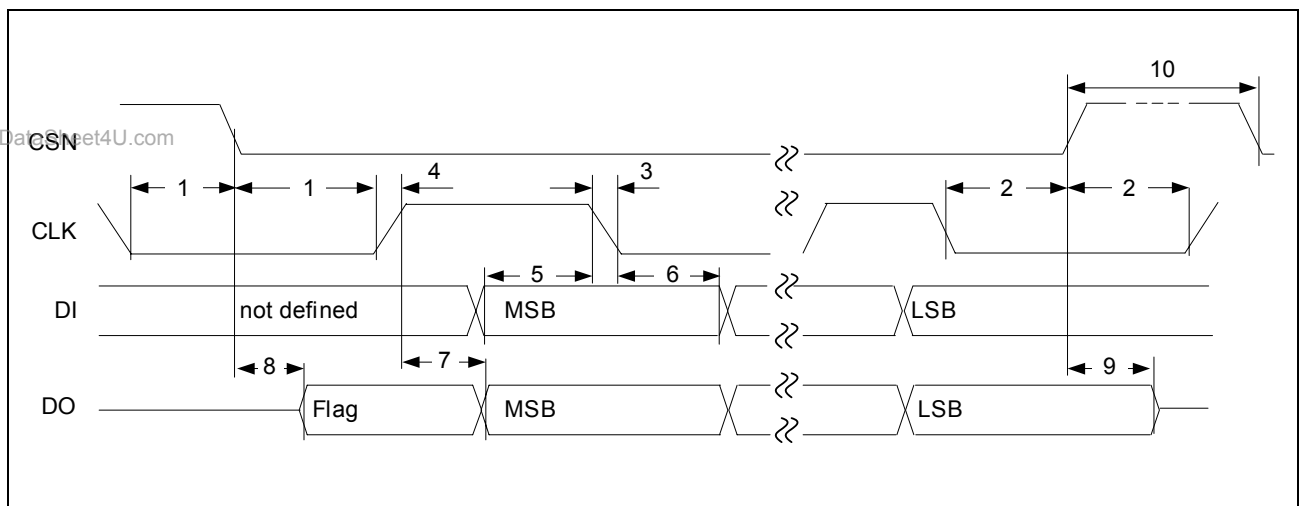 10
DataSheet4U.com
CSN
4
3
1
1
2
2
CLK
5
6
DI
not defined
MSB
LSB
8
7
9
DO
Flag
MSB
LSB